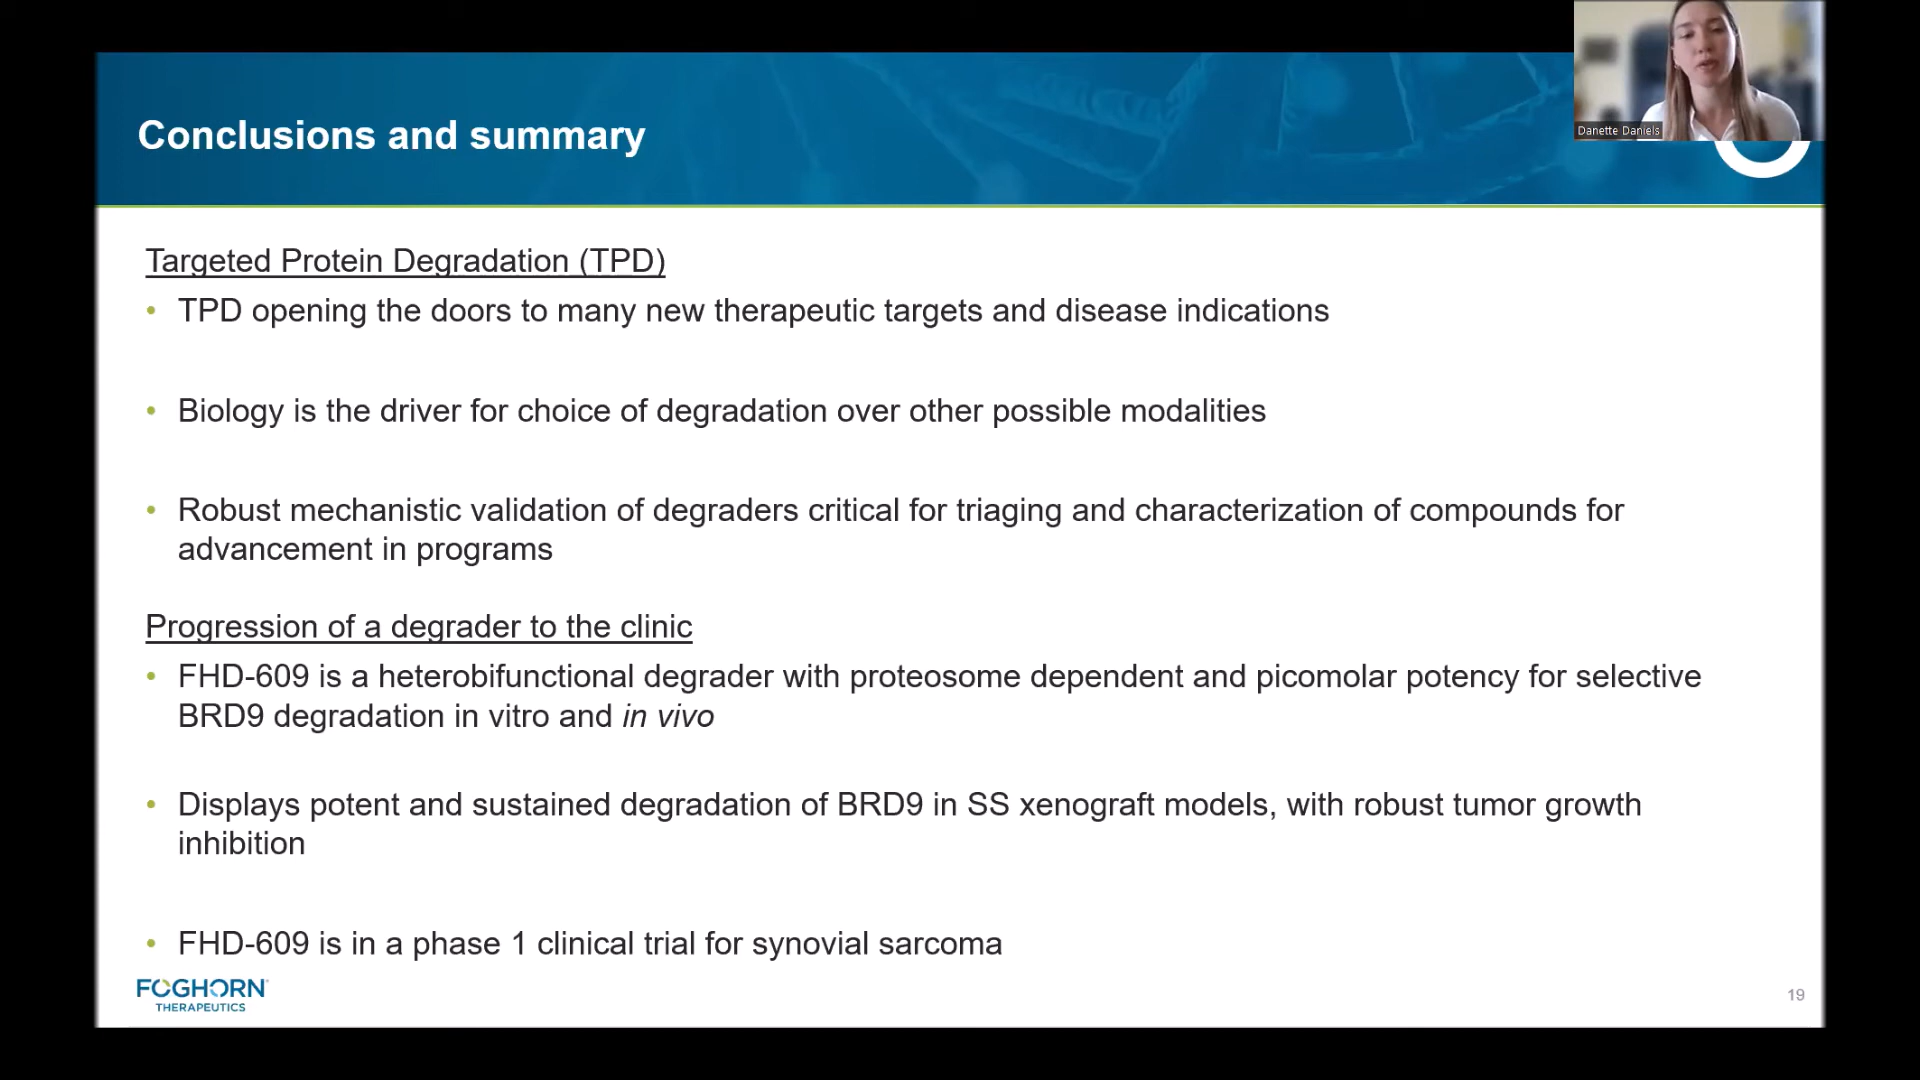 Danette Daniels
Conclusions and summary
Targeted Protein Degradation (TPD)
• TPD opening the doors to many new therapeutic targets and disease indications
• Biology is the driver for choice of degradation over other possible modalities
• Robust mechanistic validation of degraders critical for triaging and characterization of compounds for
advancement in programs
Progression of a degrader to the clinic
• FHD-609 is a heterobifunctional degrader with proteosome dependent and picomolar potency for selective
BRD9 degradation in vitro and in vivo
• Displays potent and sustained degradation of BRD9 in SS xenograft models, with robust tumor growth
inhibition
• FHD-609 is in a phase 1 clinical trial for synovial sarcoma
FOGHORN
THERAPEUTICS
19